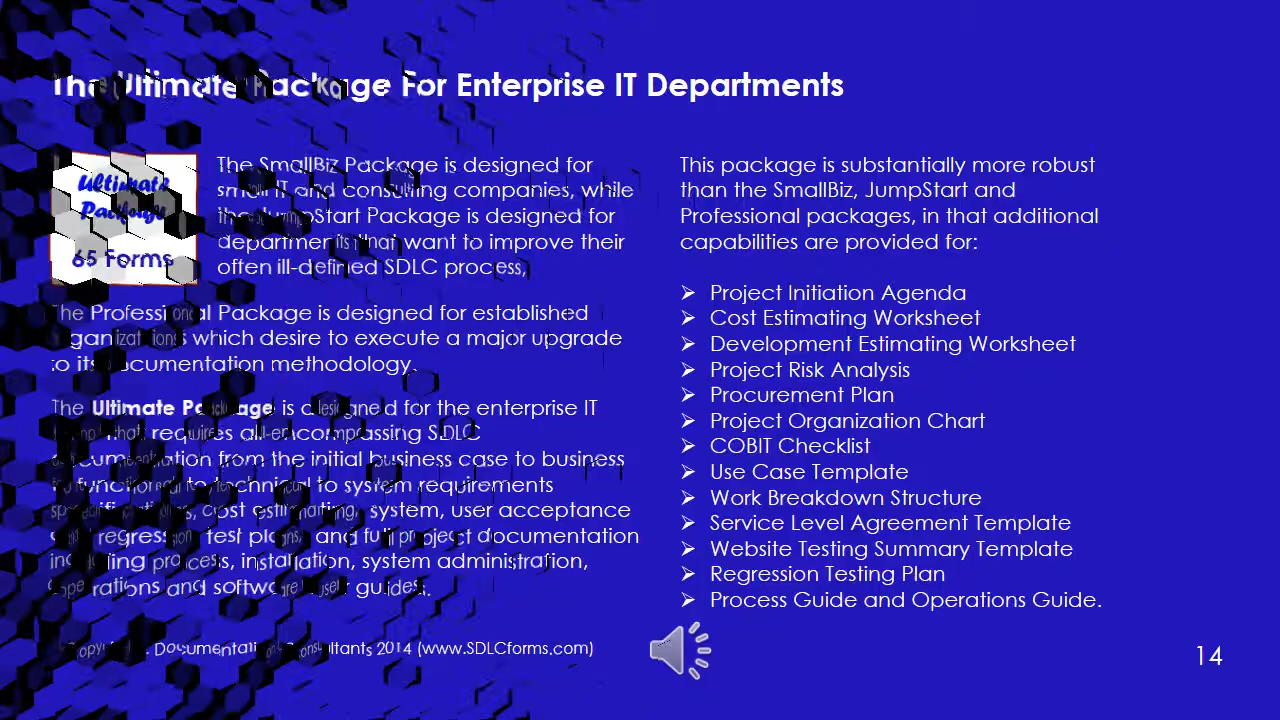 The Ultimate Package For Enterprise IT Departments
Ultimate
Package
65 Forms
The SmallBiz Package is designed for
small IT and consulting companies, while
the JumpStart Package is designed for
departments that want to improve their
offen ill-defined SDLC process,
The Professional Package is designed for established
organizations which desire to execute a major upgrade
to its documentation methodology.
The Ultimate Package is designed for the enterprise IT
that requires all-encompassing SDLC
documentation from the initial business case to business
to functional to technical to system requirements
specifications, cost estimating, system, user acceptance
and regression test plans, and full project documentation
including process, installation, system administration,
operations and software user guides.
Copyright Documentation Consultants 2014 (www.SDLCforms.com)
This package is substantially more robust
than the SmallBiz, JumpStart and
Professional packages, in that additional
capabilities are provided for:
➢ Project Initiation Agenda
➢ Cost Estimating Worksheet
➢ Development Estimating Worksheet
➢ Project Risk Analysis
➢ Procurement Plan
➢ Project Organization Chart
➢ COBIT Checklist
➢ Use Case Template
➢ Work Breakdown Structure
➢ Service Level Agreement Template
➢ Website Testing Summary Template
➢ Regression Testing Plan
➢ Process Guide and Operations Guide.
14